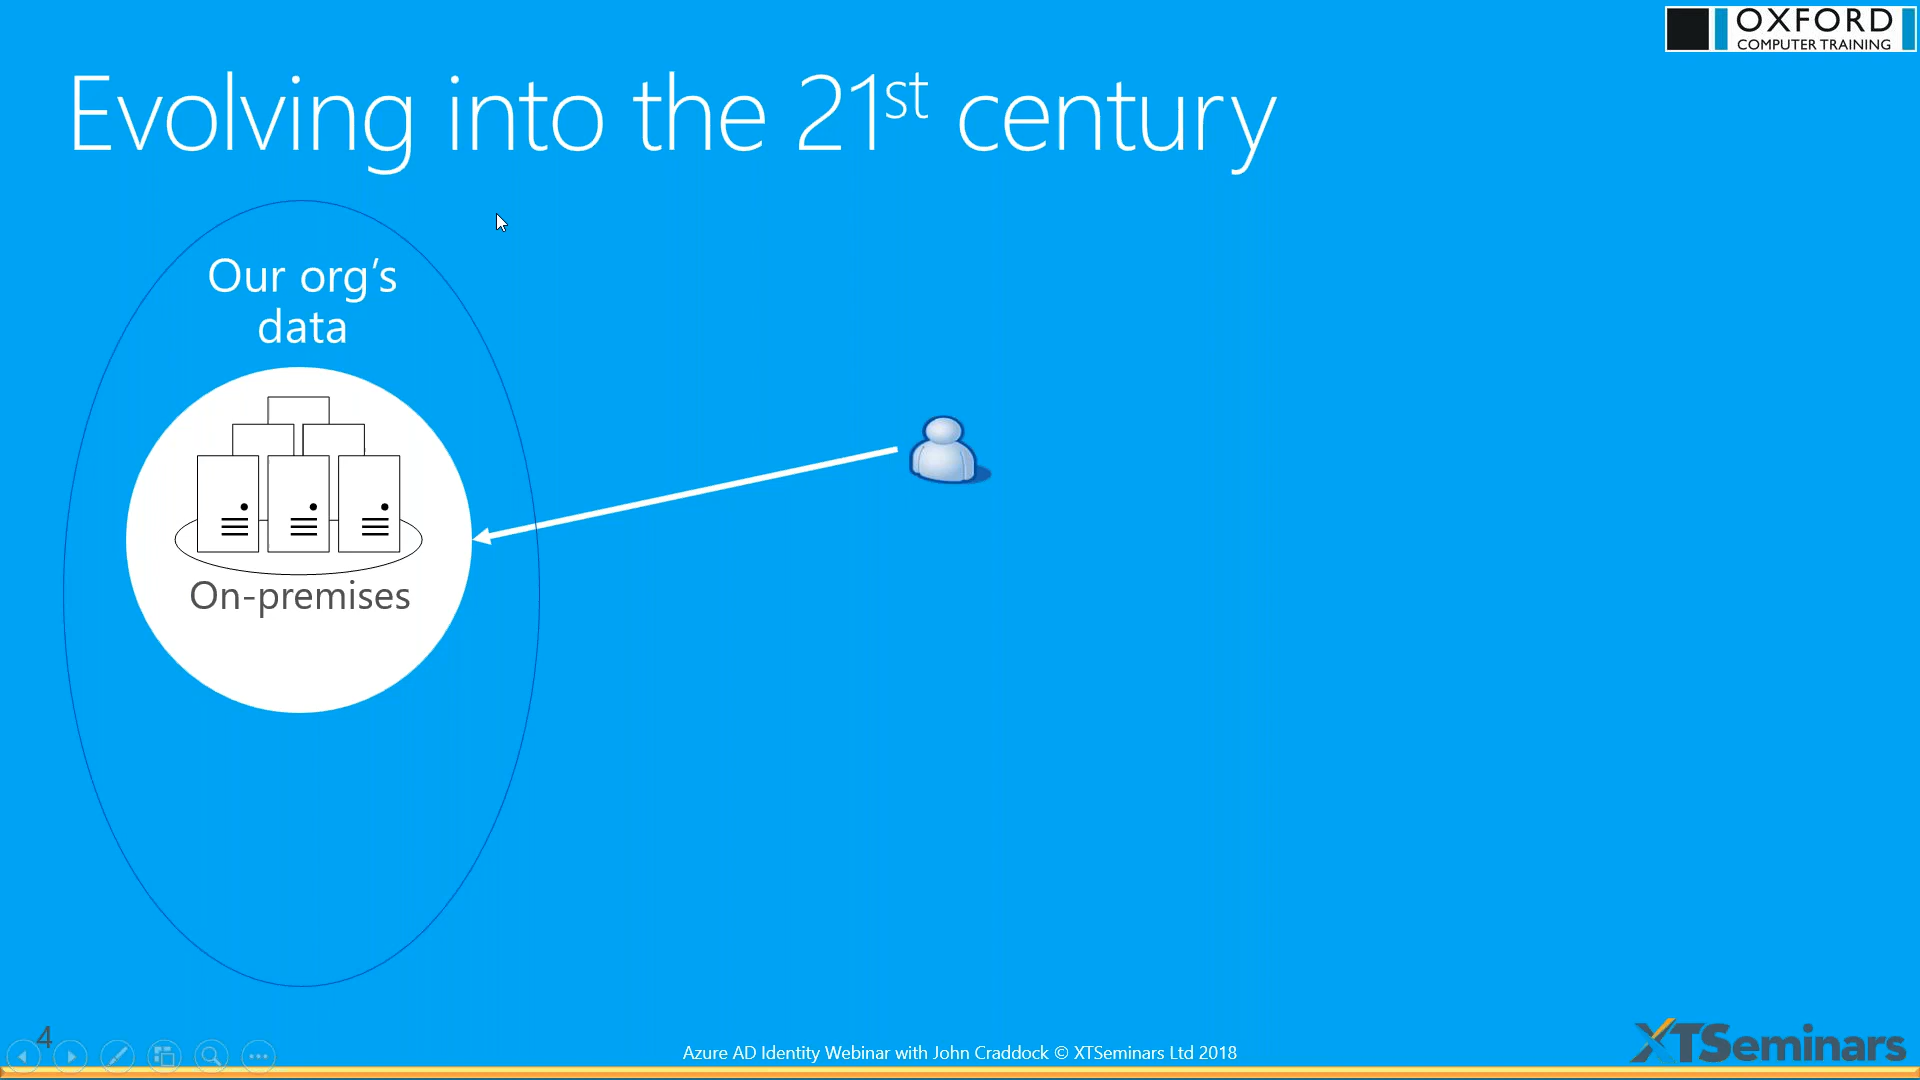 OXFORD
COMPUTER TRAINING
Evolving into the 21st century
Our org’s
data
On-premises
4
Azure AD Identity Webinar with John Craddock © XTSeminars Ltd 2018
XTSeminars